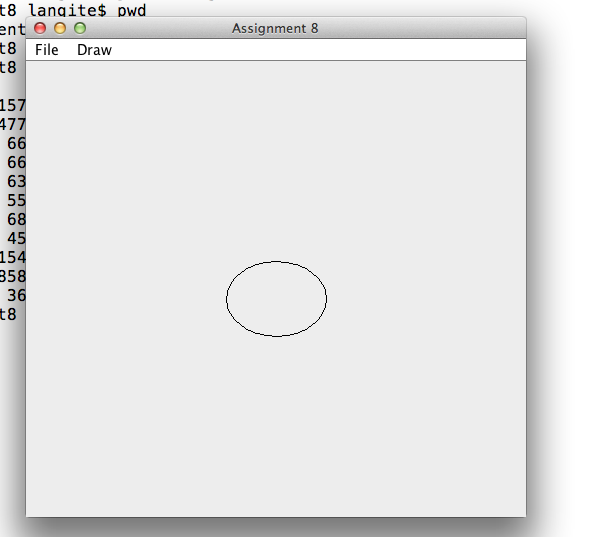 t8 langite$ pwd
Assignment 8
ent
File Draw
t8
t8
157
477
66
66
63
55
68
45
154
858
36
t8